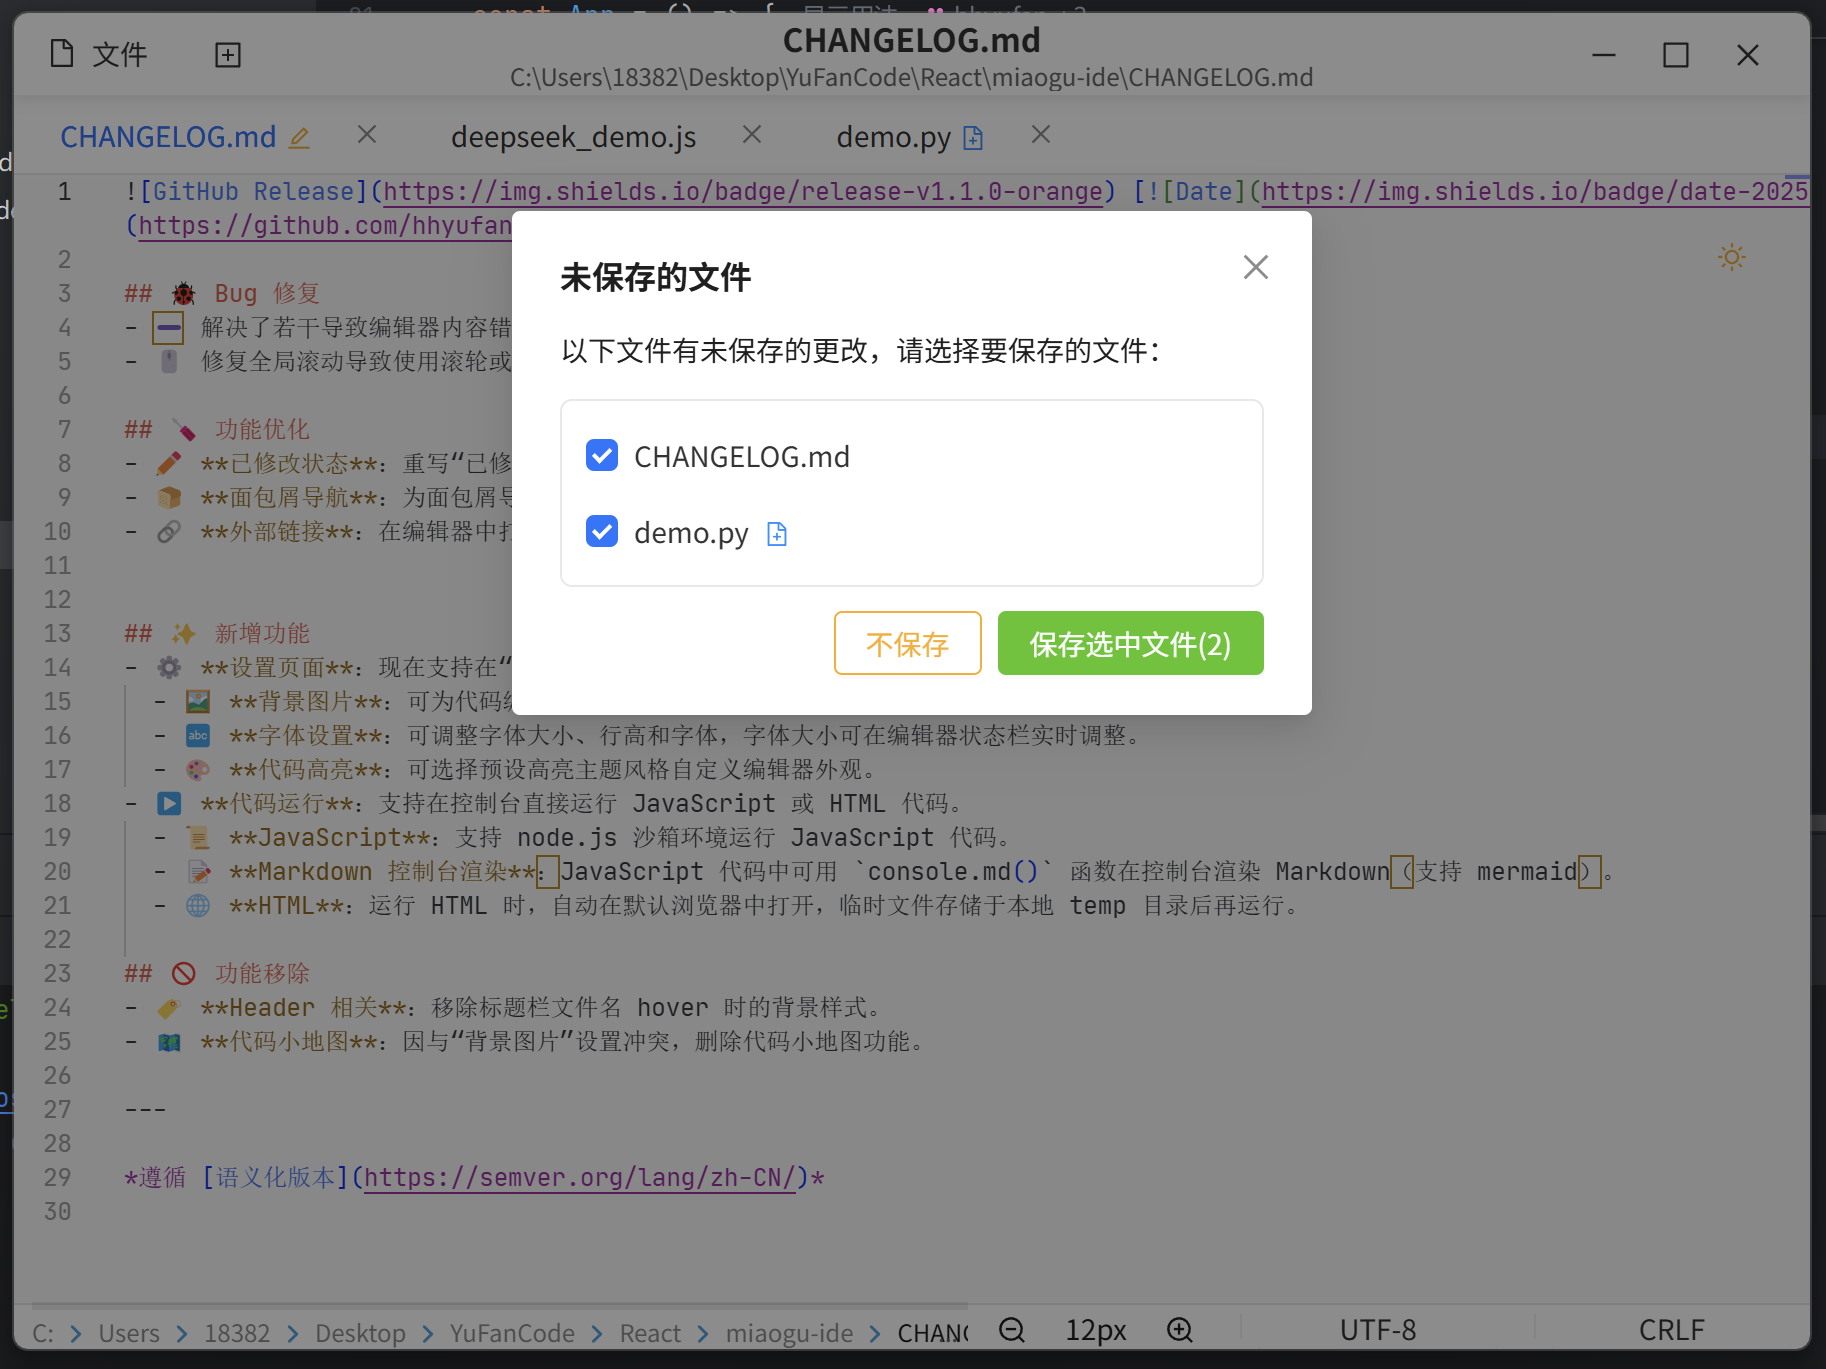 const App = () => {
文件
CHANGELOG.md
C:\Users\18382\Desktop\YuFanCode\React\miaogu-ide\CHANGELOG.md
CHANGELOG.md
deepseek_demo.js
demo.py
1 ![GitHub Release](https://img.shields.io/badge/release-v1.1.0-orange) [![Date](https://img.shields.io/badge/date-2025
(https://github.com/hhyufan
2
3 ## 🐞 Bug 修复
4 - ➖ 解决了若干导致编辑器内容错
5 - 🖱️ 修复全局滚动导致使用滚轮或
6
7 ## 🪛 功能优化
8 - ✏️ **已修改状态**：重写“已修
9 - 🍞 **面包屑导航**：为面包屑导
10 - 🔗 **外部链接**：在编辑器中打
11
12
13 ## ✨ 新增功能
14 - ⚙️ **设置页面**：现在支持在“
15 - 🖼️ **背景图片**：可为代码编
16 - 🔤 **字体设置**：可调整字体大小、行高和字体，字体大小可在编辑器状态栏实时调整。
17 - 🎨 **代码高亮**：可选择预设高亮主题风格自定义编辑器外观。
18 - ▶️ **代码运行**：支持在控制台直接运行 JavaScript 或 HTML 代码。
19 - 📜 **JavaScript**：支持 node.js 沙箱环境运行 JavaScript 代码。
20 - 📝 **Markdown 控制台渲染**：JavaScript 代码中可用 `console.md()` 函数在控制台渲染 Markdown（支持 mermaid）。
21 - 🌐 **HTML**：运行 HTML 时，自动在默认浏览器中打开，临时文件存储于本地 temp 目录后再运行。
22
23 ## 🚫 功能移除
24 - 🏷️ **Header 相关**：移除标题栏文件名 hover 时的背景样式。
25 - 🗺️ **代码小地图**：因与“背景图片”设置冲突，删除代码小地图功能。
26
27 ---
28
29 *遵循 [语义化版本](https://semver.org/lang/zh-CN/)*
30
未保存的文件
以下文件有未保存的更改，请选择要保存的文件：
CHANGELOG.md
demo.py
不保存
保存选中文件(2)
C: > Users > 18382 > Desktop > YuFanCode > React > miaogu-ide > CHANG
12px
UTF-8
CRLF